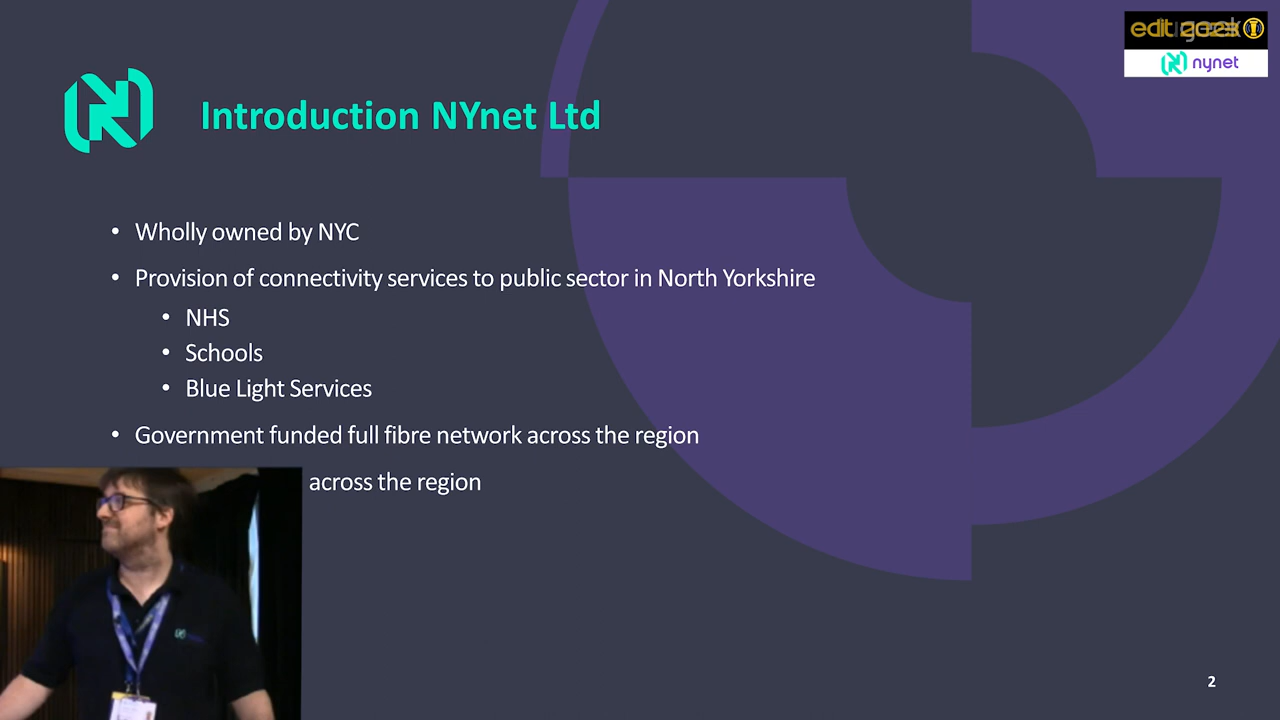 nynet
Introduction NYnet Ltd
• Wholly owned by NYC
• Provision of connectivity services to public sector in North Yorkshire
• NHS
• Schools
• Blue Light Services
• Government funded full fibre network across the region
across the region
2